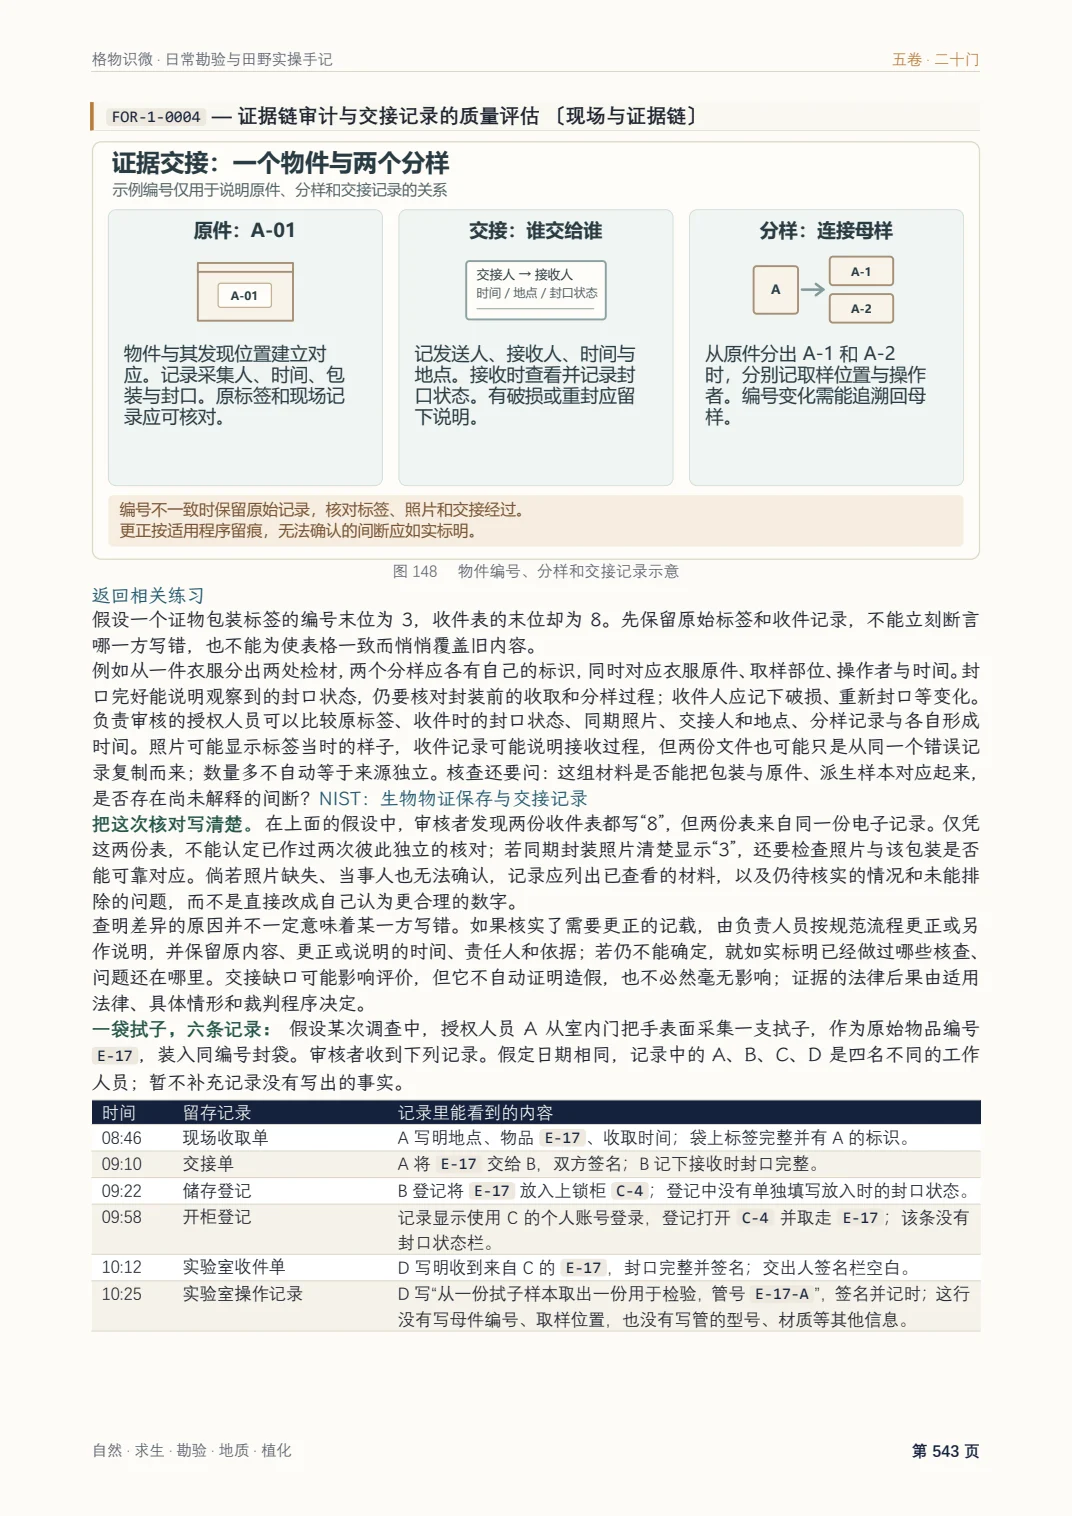 格物识微 · 日常勘验与田野实操手记
五卷 · 二十门
FOR-1-0004 — 证据链审计与交接记录的质量评估 〔现场与证据链〕
证据交接：一个物件与两个分样
示例编号仅用于说明原件、分样和交接记录的关系
原件：A-01
A-01
物件与其发现位置建立对
应。记录采集人、时间、包
装与封口。原标签和现场记
录应可核对。
交接：谁交给谁
交接人 → 接收人
时间 / 地点 / 封口状态
记发送人、接收人、时间与
地点。接收时查看并记录封
口状态。有破损或重封应留
下说明。
分样：连接母样
A
A-1
A-2
从原件分出 A-1 和 A-2
时，分别记取样位置与操作
者。编号变化需能追溯回母
样。
编号不一致时保留原始记录，核对标签、照片和交接经过。
更正按适用程序留痕，无法确认的间断应如实标明。
图 148 物件编号、分样和交接记录示意
返回相关练习
假设一个证物包装标签的编号末位为 3，收件表的末位却为 8。先保留原始标签和收件记录，不能立刻断言
哪一方写错，也不能为使表格一致而悄悄覆盖旧内容。
例如从一件衣服分出两处检材，两个分样应各有自己的标识，同时对应衣服原件、取样部位、操作者与时间。封
口完好能说明观察到的封口状态，仍要核对封装前的收取和分样过程；收件人应记下破损、重新封口等变化。
负责审核的授权人员可以比较原标签、收件时的封口状态、同期照片、交接人和地点、分样记录与各自形成
时间。照片可能显示标签当时的样子，收件记录可能说明接收过程，但两份文件也可能只是从同一个错误记
录复制而来；数量多不自动等于来源独立。核查还要问：这组材料是否能把包装与原件、派生样本对应起来，
是否存在尚未解释的间断？NIST：生物物证保存与交接记录
把这次核对写清楚。在上面的假设中，审核者发现两份收件表都写“8”，但两份表来自同一份电子记录。仅凭
这两份表，不能认定已作过两次彼此独立的核对；若同期封装照片清楚显示“3”，还要检查照片与该包装是否
能可靠对应。倘若照片缺失、当事人也无法确认，记录应列出已查看的材料，以及仍待核实的情况和未能排
除的问题，而不是直接改成自己认为更合理的数字。
查明差异的原因并不一定意味着某一方写错。如果核实了需要更正的记载，由负责人员按规范流程更正或另
作说明，并保留原内容、更正或说明的时间、责任人和依据；若仍不能确定，就如实标明已经做过哪些核查、
问题还在哪里。交接缺口可能影响评价，但它不自动证明造假，也不必然毫无影响；证据的法律后果由适用
法律、具体情形和裁判程序决定。
一袋拭子，六条记录： 假设某次调查中，授权人员 A 从室内门把手表面采集一支拭子，作为原始物品编号
E-17，装入同编号封袋。审核者收到下列记录。假定日期相同，记录中的 A、B、C、D 是四名不同的工作
人员；暂不补充记录没有写出的事实。
时间 留存记录 记录里能看到的内容
08:46 现场收取单 A 写明地点、物品 E-17、收取时间；袋上标签完整并有 A 的标识。
09:10 交接单 A 将 E-17 交给 B，双方签名；B 记下接收时封口完整。
09:22 储存登记 B 登记将 E-17 放入上锁柜 C-4；登记中没有单独填写放入时的封口状态。
09:58 开柜登记 记录显示使用 C 的个人账号登录，登记打开 C-4 并取走 E-17；该条没有
封口状态栏。
10:12 实验室收件单 D 写明收到来自 C 的 E-17，封口完整并签名；交出人签名栏空白。
10:25 实验室操作记录 D 写“从一份拭子样本取出一份用于检验，管号 E-17-A”，签名并记时；这行
没有写母件编号、取样位置，也没有写管的型号、材质等其他信息。
自然 · 求生 · 勘验 · 地质 · 植化
第 543 页